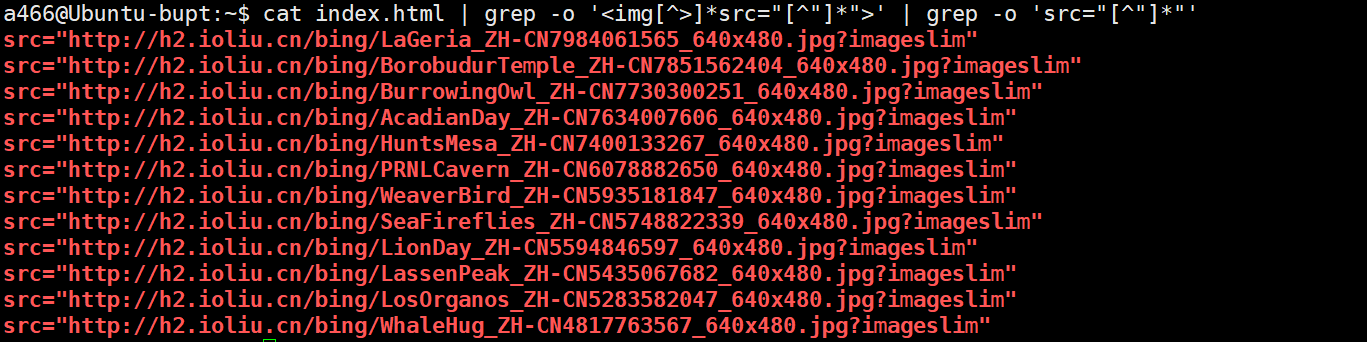 a466@Ubuntu-bupt:~$ cat index.html | grep -o '<img[^>]*src="[^"]*">' | grep -o 'src="[^"]*"'
src="http://h2.ioliu.cn/bing/LaGeria_ZH-CN7984061565_640x480.jpg?imageslim"
src="http://h2.ioliu.cn/bing/BorobudurTemple_ZH-CN7851562404_640x480.jpg?imageslim"
src="http://h2.ioliu.cn/bing/BurrowingOwl_ZH-CN7730300251_640x480.jpg?imageslim"
src="http://h2.ioliu.cn/bing/AcadianDay_ZH-CN7634007606_640x480.jpg?imageslim"
src="http://h2.ioliu.cn/bing/HuntsMesa_ZH-CN7400133267_640x480.jpg?imageslim"
src="http://h2.ioliu.cn/bing/PRNLCavern_ZH-CN6078882650_640x480.jpg?imageslim"
src="http://h2.ioliu.cn/bing/WeaverBird_ZH-CN5935181847_640x480.jpg?imageslim"
src="http://h2.ioliu.cn/bing/SeaFireflies_ZH-CN5748822339_640x480.jpg?imageslim"
src="http://h2.ioliu.cn/bing/LionDay_ZH-CN5594846597_640x480.jpg?imageslim"
src="http://h2.ioliu.cn/bing/LassenPeak_ZH-CN5435067682_640x480.jpg?imageslim"
src="http://h2.ioliu.cn/bing/LosOrganos_ZH-CN5283582047_640x480.jpg?imageslim"
src="http://h2.ioliu.cn/bing/WhaleHug_ZH-CN4817763567_640x480.jpg?imageslim"